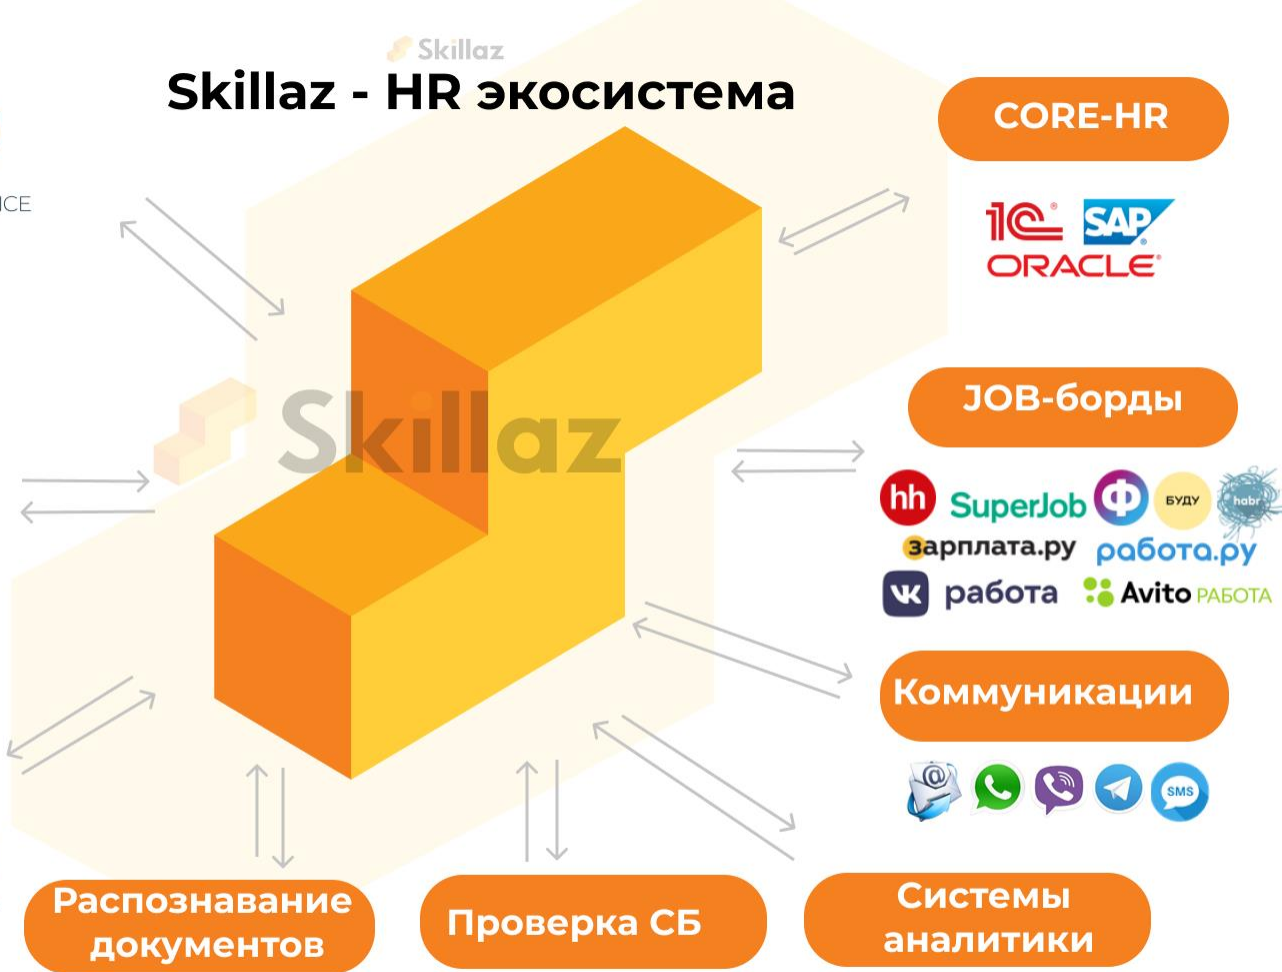 Skillaz
Skillaz - HR экосистема
CORE-HR
ICE
1C
SAP
ORACLE
Skillaz
JOB-борды
hh
SuperJob
Ф
БУДУ
habr
зарплата.ру
работа.ру
работа
Avito РАБОТА
Коммуникации
@
SMS
Распознавание
документов
Проверка СБ
Системы
аналитики